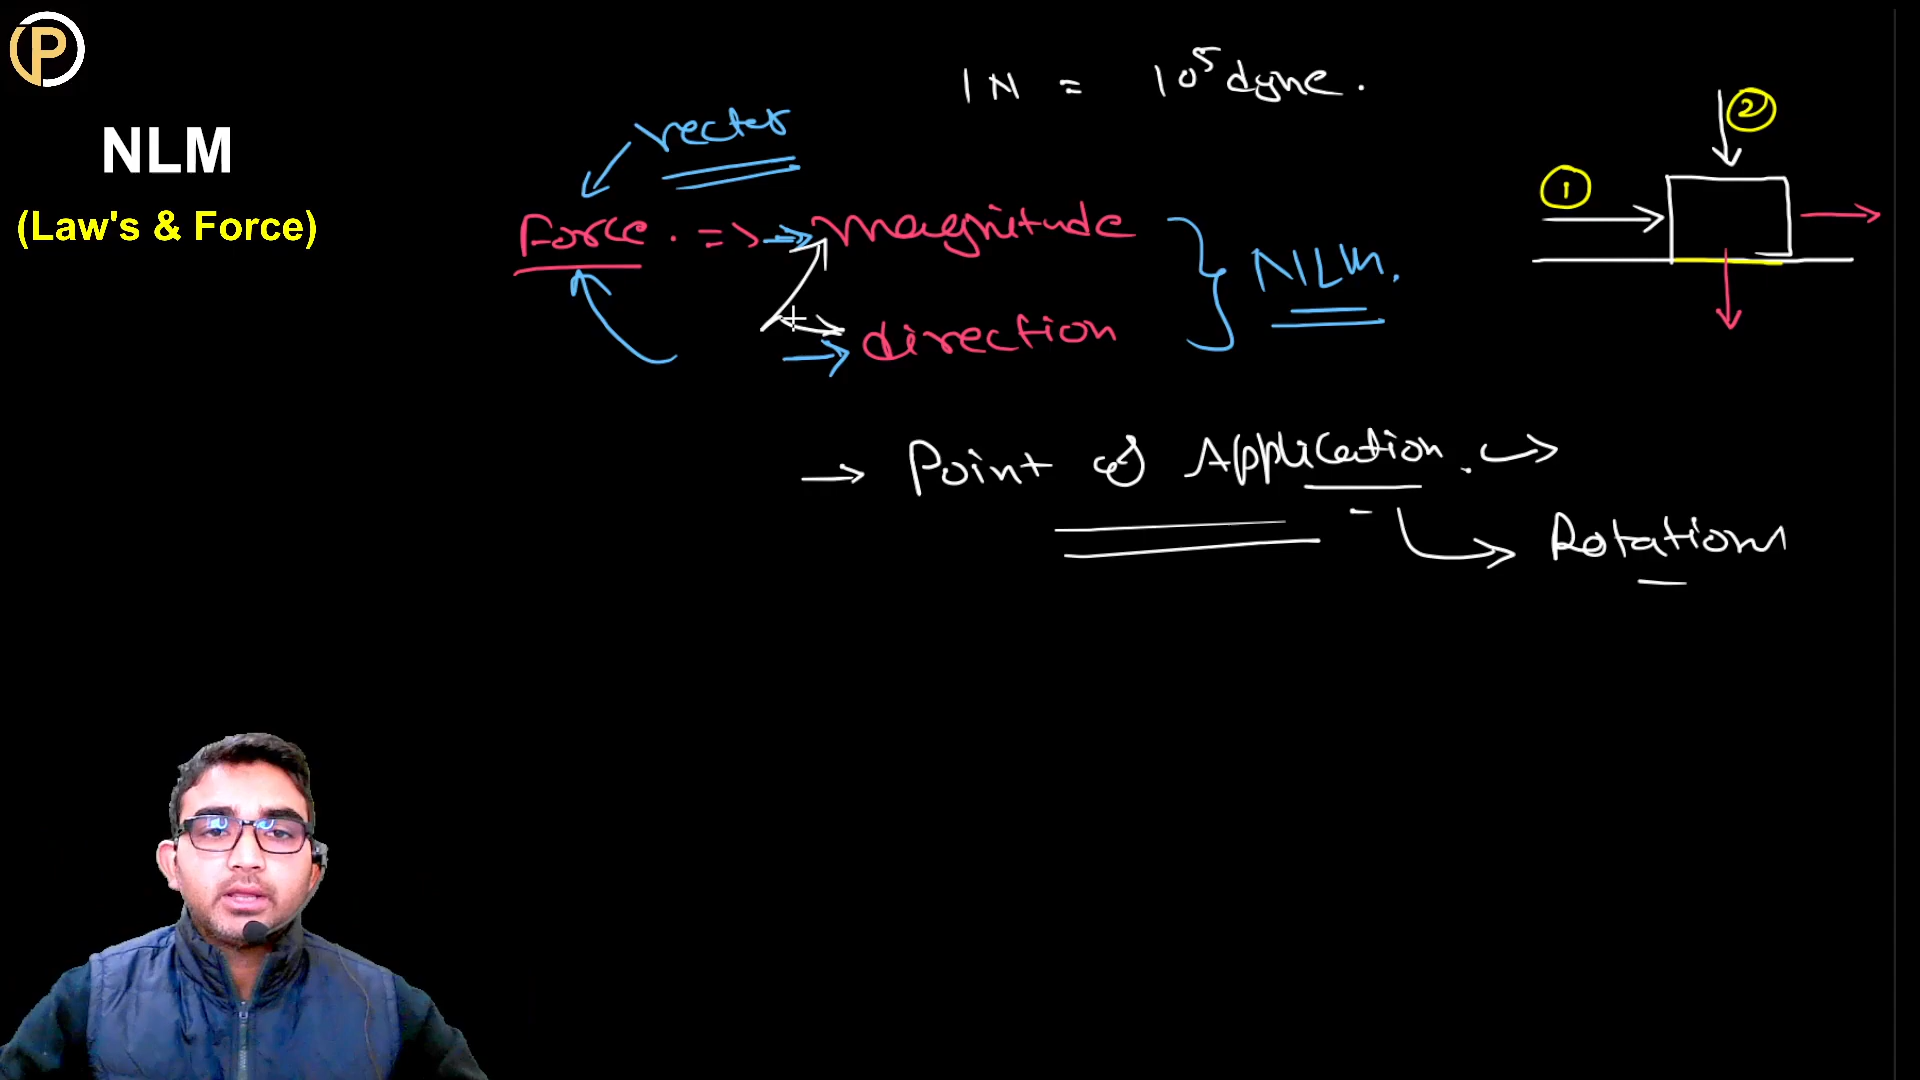 P
NLM
(Law's & Force)
1 N = 10⁵ dyne.
vector
Force. => magnitude
direction
NLM.
→ Point of Application. →
Rotation
1
2